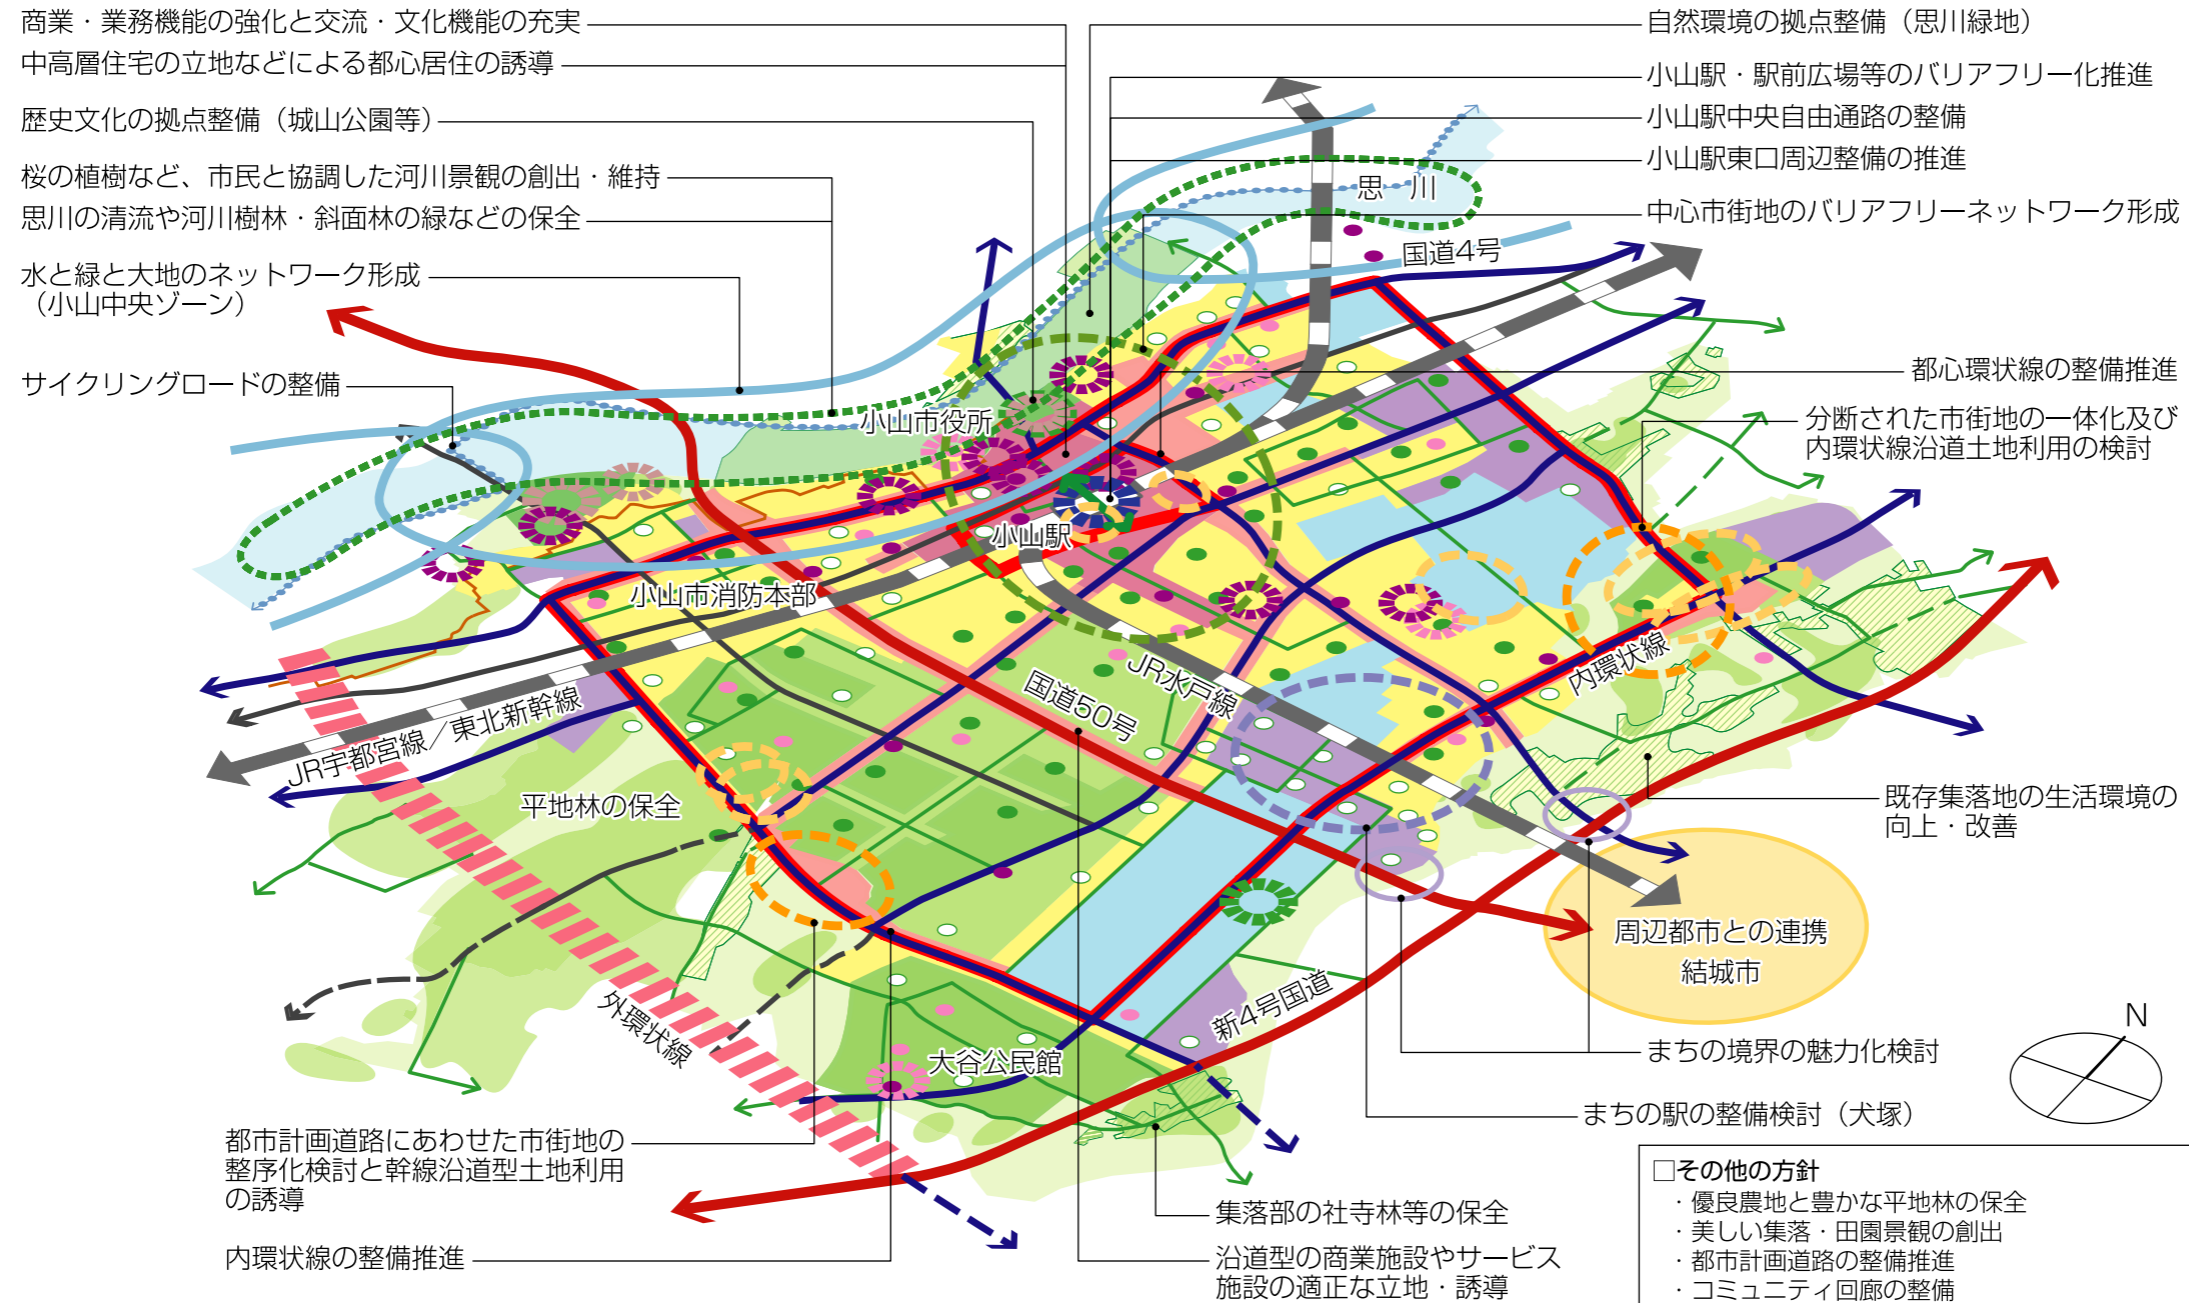 商業・業務機能の強化と交流・文化機能の充実
中高層住宅の立地などによる都心居住の誘導
歴史文化の拠点整備（城山公園等）
桜の植樹など、市民と協調した河川景観の創出・維持
思川の清流や河川樹林・斜面林の緑などの保全
水と緑と大地のネットワーク形成
（小山中央ゾーン）
サイクリングロードの整備
自然環境の拠点整備（思川緑地）
小山駅・駅前広場等のバリアフリー化推進
小山駅中央自由通路の整備
小山駅東口周辺整備の推進
中心市街地のバリアフリーネットワーク形成
都心環状線の整備推進
分断された市街地の一体化及び
内環状線沿道土地利用の検討
思　川
国道4号
小山市役所
小山駅
小山市消防本部
JR宇都宮線／東北新幹線
国道50号
JR水戸線
内環状線
平地林の保全
外環状線
大谷公民館
新4号国道
既存集落地の生活環境の
向上・改善
周辺都市との連携
結城市
N
まちの境界の魅力化検討
まちの駅の整備検討（犬塚）
都市計画道路にあわせた市街地の
整序化検討と幹線沿道型土地利用
の誘導
内環状線の整備推進
集落部の社寺林等の保全
沿道型の商業施設やサービス
施設の適正な立地・誘導
□その他の方針
・優良農地と豊かな平地林の保全
・美しい集落・田園景観の創出
・都市計画道路の整備推進
・コミュニティ回廊の整備